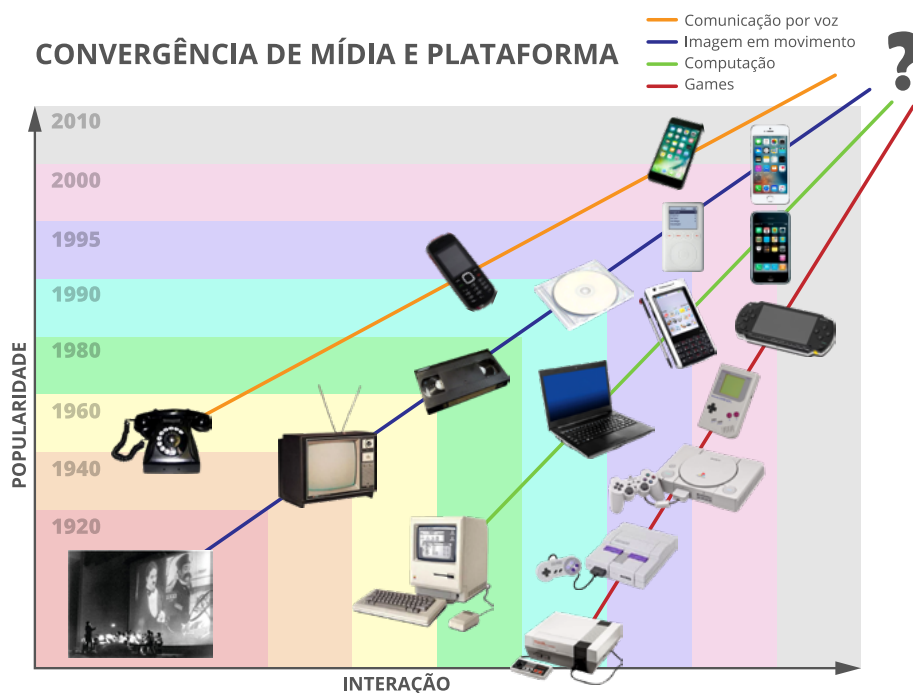 CONVERGÊNCIA DE MÍDIA E PLATAFORMA
Comunicação por voz
Imagem em movimento
Computação
Games
?
2010
2000
1995
1990
1980
1960
1940
1920
POPULARIDADE
INTERAÇÃO